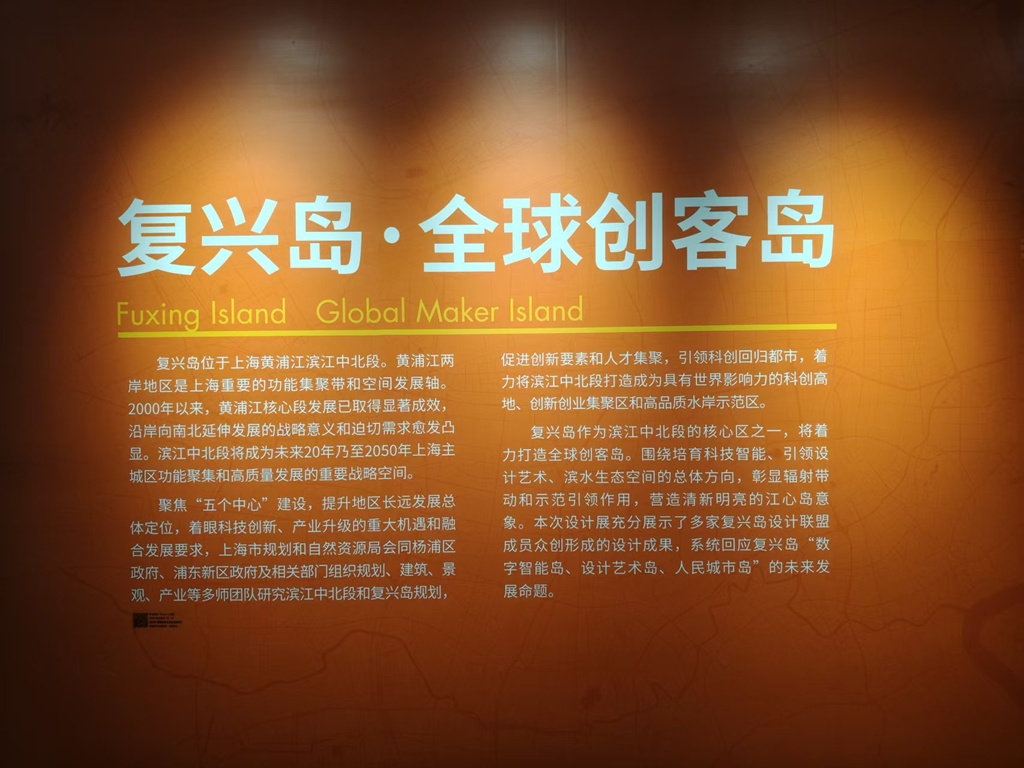 复兴岛·全球创客岛
Fuxing Island Global Maker Island
复兴岛位于上海黄浦江滨江中北段。黄浦江两
岸地区是上海重要的功能集聚带和空间发展轴。
2000年以来，黄浦江核心段发展已取得显著成效，
沿岸向南北延伸发展的战略意义和迫切需求愈发凸
显。滨江中北段将成为未来20年乃至2050年上海主
城区功能聚集和高质量发展的重要战略空间。
聚焦“五个中心”建设，提升地区长远发展总
体定位，着眼科技创新、产业升级的重大机遇和融
合发展要求，上海市规划和自然资源局会同杨浦区
政府、浦东新区政府及相关部门组织规划、建筑、景
观、产业等多师团队研究滨江中北段和复兴岛规划，
促进创新要素和人才集聚，引领科创回归都市，着
力将滨江中北段打造成为具有世界影响力的科创高
地、创新创业集聚区和高品质水岸示范区。
复兴岛作为滨江中北段的核心区之一，将着
力打造全球创客岛。围绕培育科技智能、引领设
计艺术、滨水生态空间的总体方向，彰显辐射带
动和示范引领作用，营造清新明亮的江心岛意
象。本次设计展充分展示了多家复兴岛设计联盟
成员众创形成的设计成果，系统回应复兴岛“数
字智能岛、设计艺术岛、人民城市岛”的未来发
展命题。